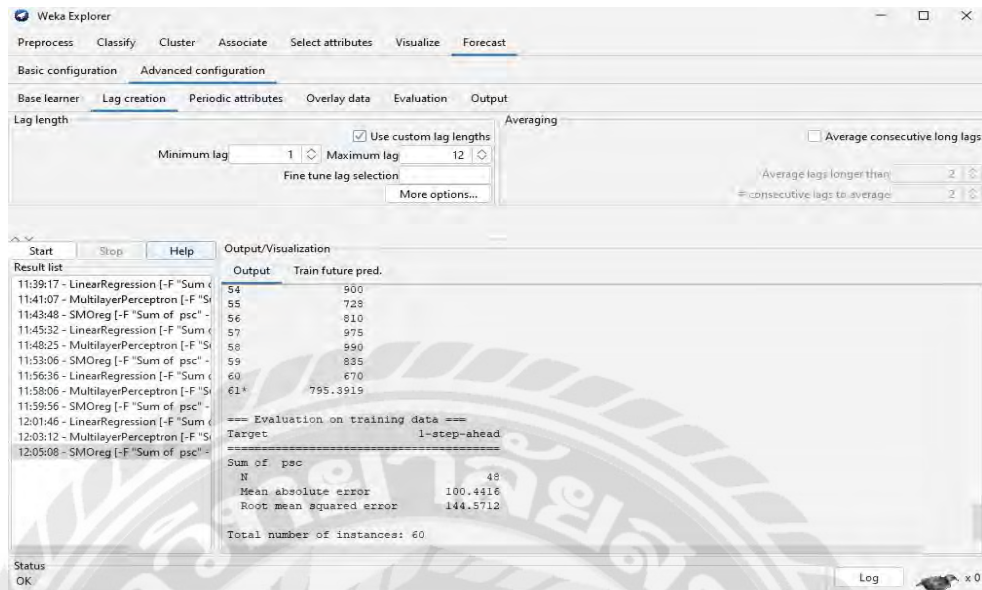 Weka Explorer
Preprocess Classify Cluster Associate Select attributes Visualize Forecast
Basic configuration Advanced configuration
Base learner Lag creation Periodic attributes Overlay data Evaluation Output
Lag length
Use custom lag lengths
Minimum lag 1 Maximum lag 12
Fine tune lag selection
More options...
Averaging
Average consecutive long lags
Average lags longer than 2
# consecutive lags to average 2
Start Stop Help
Result list
11:39:17 - LinearRegression [-F "Sum
11:41:07 - MultilayerPerceptron [-F "S
11:43:48 - SMOreg [-F "Sum of psc" -
11:45:32 - LinearRegression [-F "Sum
11:48:25 - MultilayerPerceptron [-F "S
11:53:06 - SMOreg [-F "Sum of psc" -
11:56:36 - LinearRegression [-F "Sum
11:58:06 - MultilayerPerceptron [-F "S
11:59:56 - SMOreg [-F "Sum of psc" -
12:01:46 - LinearRegression [-F "Sum
12:03:12 - MultilayerPerceptron [-F "S
12:05:08 - SMOreg [-F "Sum of psc" -
Output/Visualization
Output Train future pred.
54 900
55 728
56 810
57 975
58 990
59 835
60 670
61* 795.3919
=== Evaluation on training data ===
Target 1-step-ahead
Sum of psc
N 48
Mean absolute error 100.4416
Root mean squared error 144.5712
Total number of instances: 60
Status
OK
Log
x 0